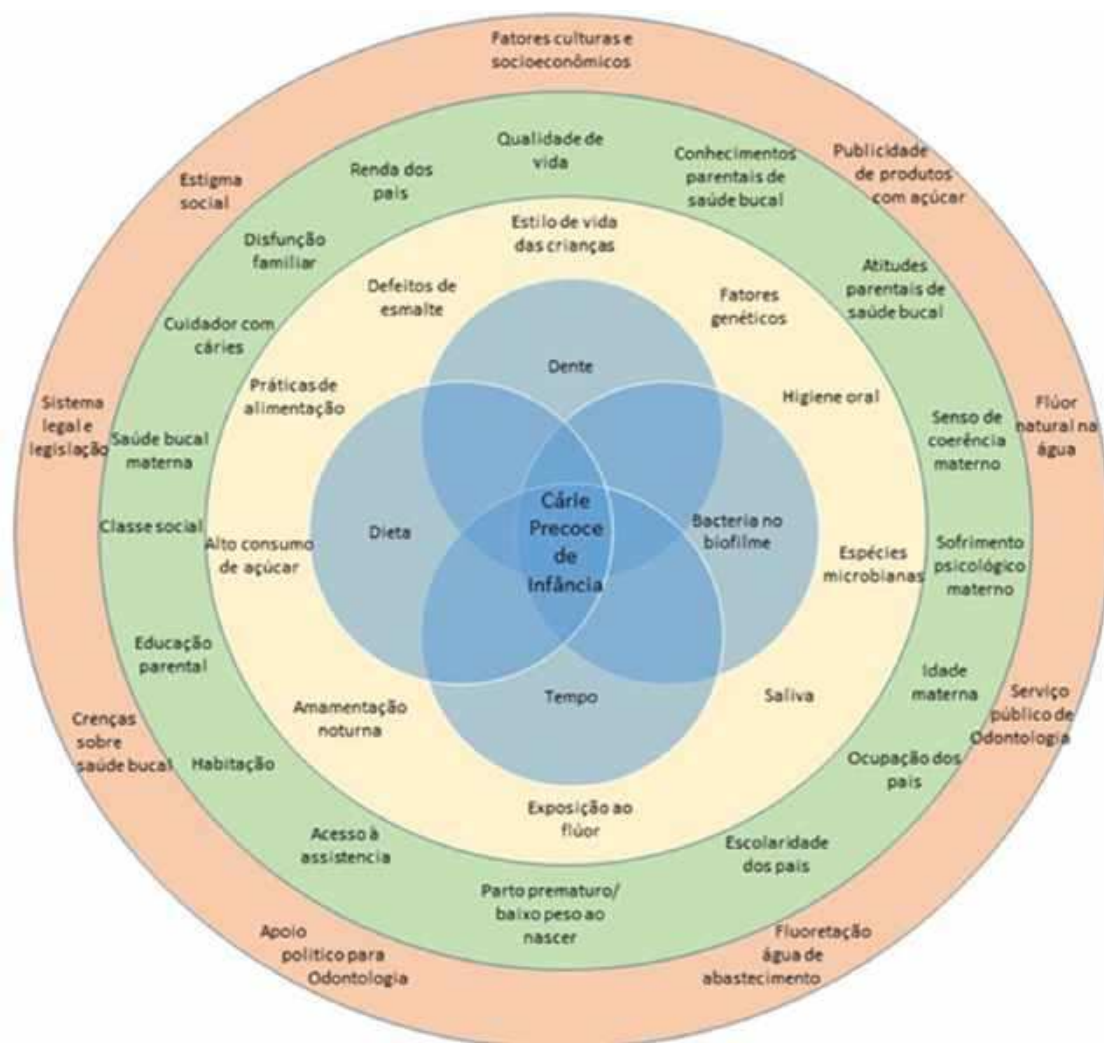 Fatores culturas e
socioeconômicos
Publicidade
de produtos
com açúcar
Flúor
natural na
água
Serviço
público de
Odontologia
Fluoretação
água de
abastecimento
Apoio
politico para
Odontologia
Crenças
sobre
saúde bucal
Sistema
legal e
legislação
Estigma
social
Qualidade de
vida
Conhecimentos
parentais de
saúde bucal
Atitudes
parentais de
saúde bucal
Senso de
coerência
materno
Sofrimento
psicológico
materno
Idade
materna
Ocupação dos
pais
Escolaridade
dos pais
Parto prematuro/
baixo peso ao
nascer
Acesso à
assistencia
Habitação
Educação
parental
Classe social
Saúde bucal
materna
Cuidador com
cáries
Disfunção
familiar
Renda dos
pais
Estilo de vida
das crianças
Fatores
genéticos
Higiene oral
Espécies
microbianas
Saliva
Exposição ao
flúor
Amamentação
noturna
Alto consumo
de açúcar
Práticas de
alimentação
Defeitos de
esmalte
Dente
Bacteria no
biofilme
Tempo
Dieta
Cárie
Precoce
de
Infância